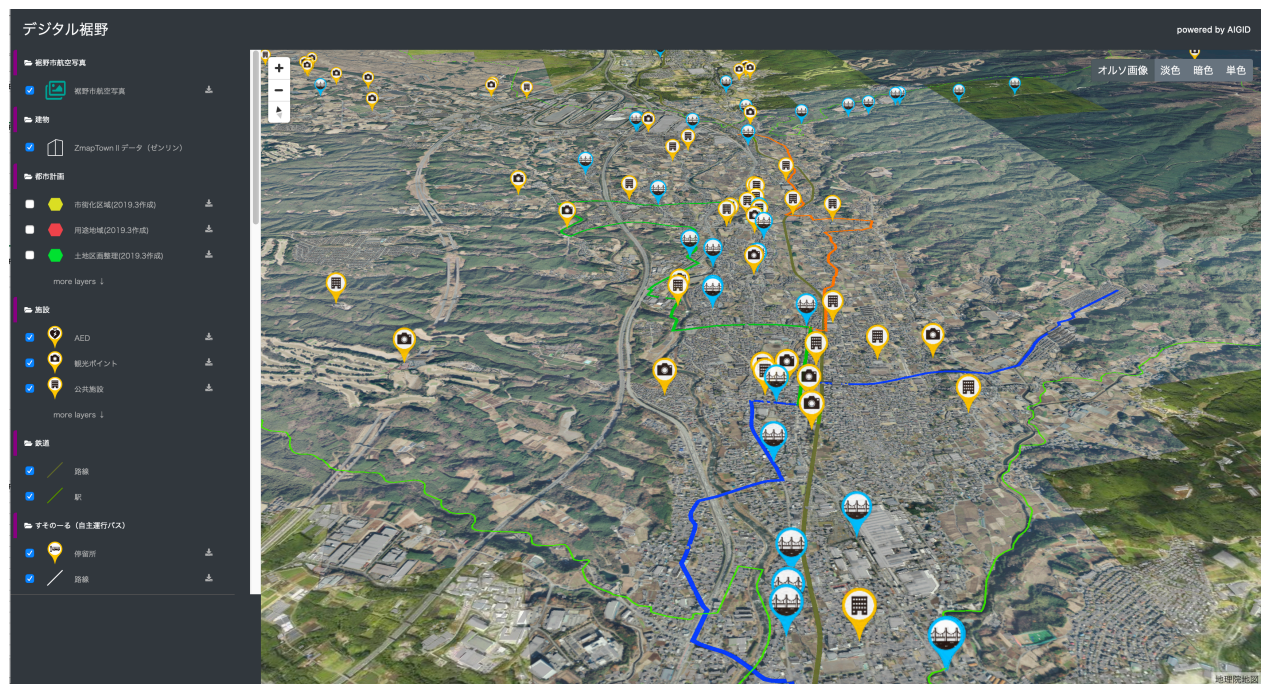 デジタル裾野
powered by AIGID
裾野市航空写真
裾野市航空写真
建物
ZmapTown II データ（ゼンリン）
都市計画
市街化区域(2019.3作成)
用途地域(2019.3作成)
土地区画整理(2019.3作成)
more layers ↓
施設
AED
観光ポイント
公共施設
more layers ↓
鉄道
路線
駅
すそのーる（自主運行バス）
停留所
路線
オルソ画像 淡色 暗色 単色
地理院地図